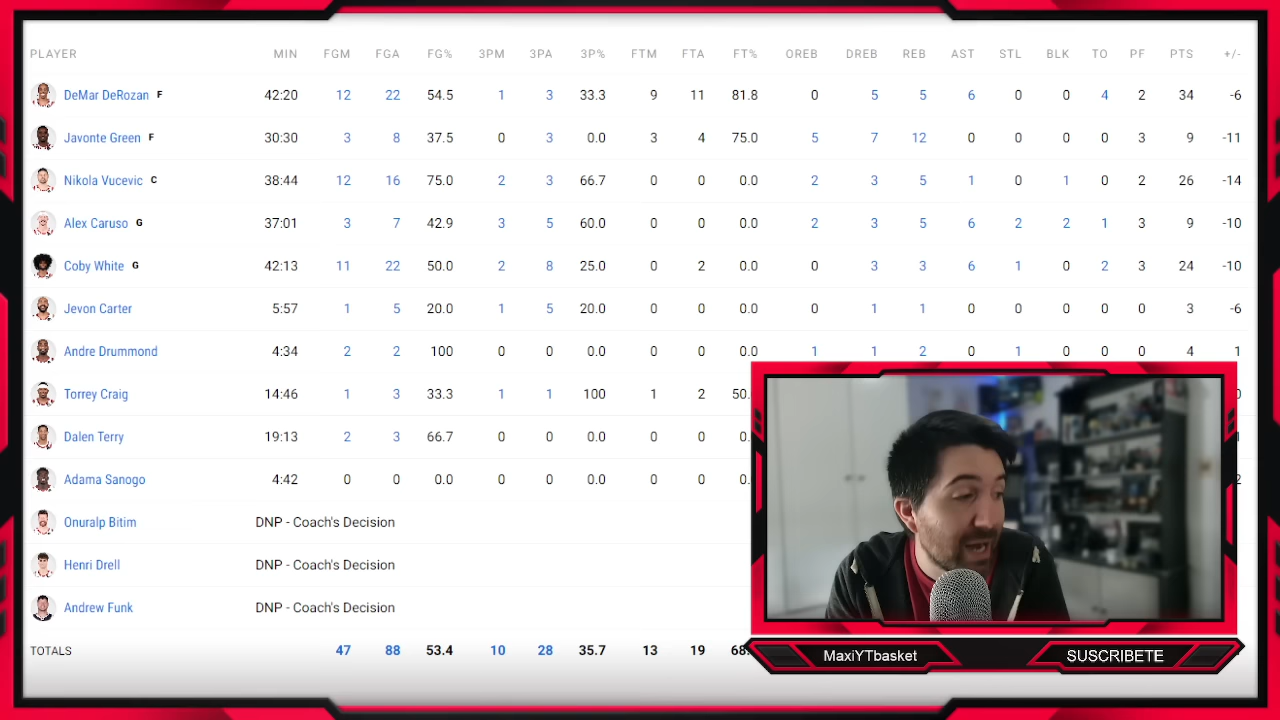 PLAYER MIN FGM FGA FG% 3PM 3PA 3P% FTM FTA FT% OREB DREB REB AST STL BLK TO PF PTS +/-
DeMar DeRozan F 42:20 12 22 54.5 1 3 33.3 9 11 81.8 0 5 5 6 0 0 4 2 34 -6
Javonte Green F 30:30 3 8 37.5 0 3 0.0 3 4 75.0 5 7 12 0 0 0 0 3 9 -11
Nikola Vucevic C 38:44 12 16 75.0 2 3 66.7 0 0 0.0 2 3 5 1 0 1 0 2 26 -14
Alex Caruso G 37:01 3 7 42.9 3 5 60.0 0 0 0.0 2 3 5 6 2 2 1 3 9 -10
Coby White G 42:13 11 22 50.0 2 8 25.0 0 2 0.0 0 3 3 6 1 0 2 3 24 -10
Jevon Carter 5:57 1 5 20.0 1 5 20.0 0 0 0.0 0 1 1 0 0 0 0 0 3 -6
Andre Drummond 4:34 2 2 100 0 0 0.0 0 0 0.0 1 1 2 0 1 0 0 0 4 1
Torrey Craig 14:46 1 3 33.3 1 1 100 1 2 50. 0
Dalen Terry 19:13 2 3 66.7 0 0 0.0 0 0 0.
Adama Sanogo 4:42 0 0 0.0 0 0 0.0 0 0 0. 2
Onuralp Bitim DNP - Coach's Decision
Henri Drell DNP - Coach's Decision
Andrew Funk DNP - Coach's Decision
TOTALS 47 88 53.4 10 28 35.7 13 19 68.
MaxiYTbasket SUSCRIBETE